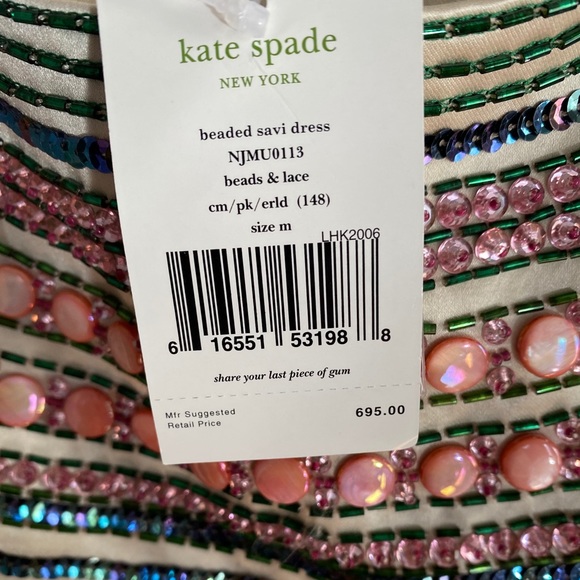 kate spade
NEW YORK
beaded savi dress
NJMU0113
beads & lace
cm/pk/erld (148)
size m
LHK2006
6 16551 53198 8
share your last piece of gum
Mfr Suggested
Retail Price
695.00